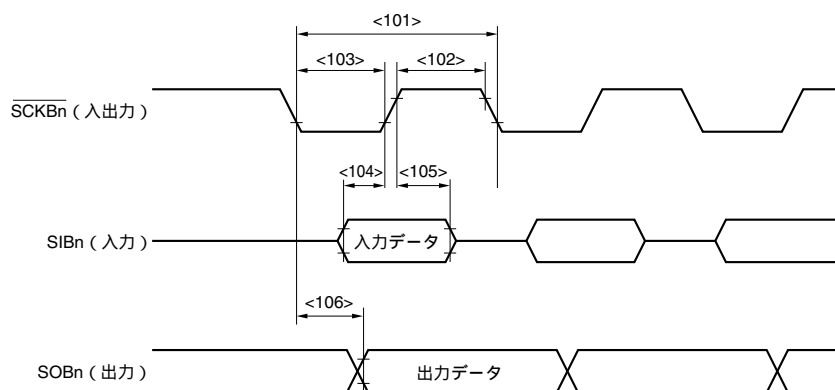 <101>
<103>
<102>
SCKBn（入出力）
<104>
<105>
SIBn（入力）
入力データ
<106>
SOBn（出力）
出力データ